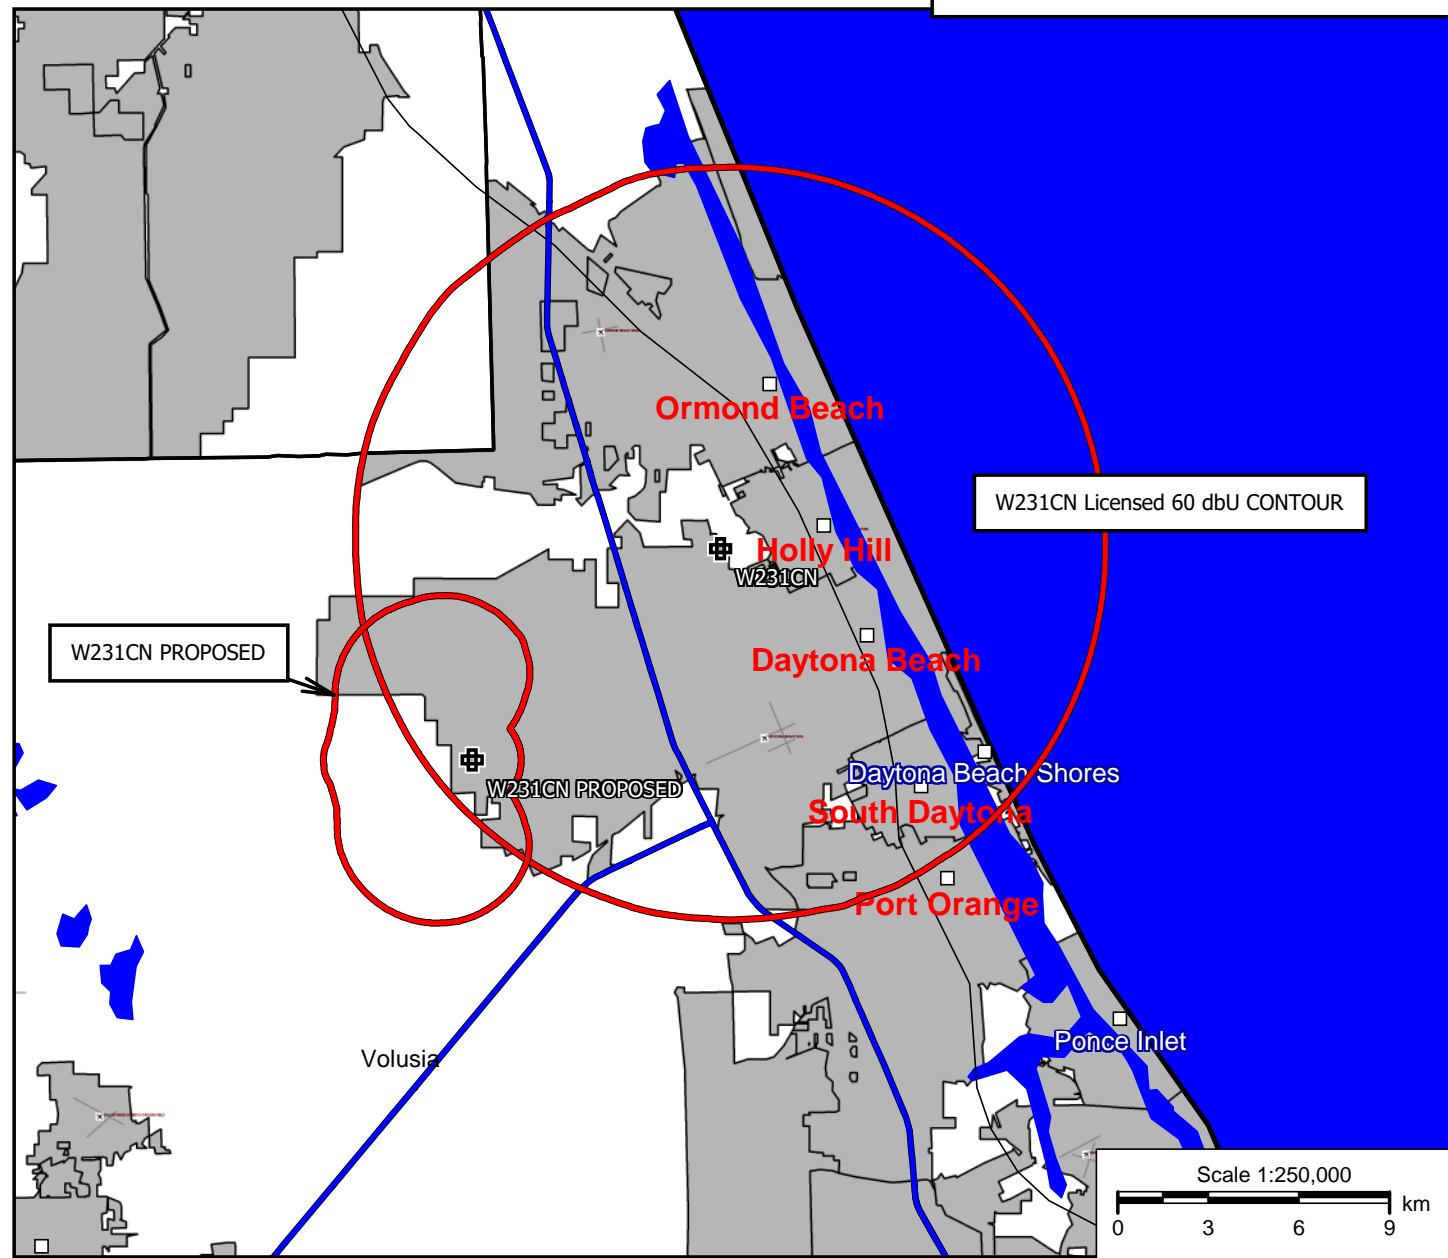 Ormond Beach
W231CN Licensed 60 dbU CONTOUR
Holly Hill
W231CN
W231CN PROPOSED
Daytona Beach
Daytona Beach Shores
W231CN PROPOSED
South Daytona
Port Orange
Ponce Inlet
Volusia
Scale 1:250,000
km
0 3 6 9